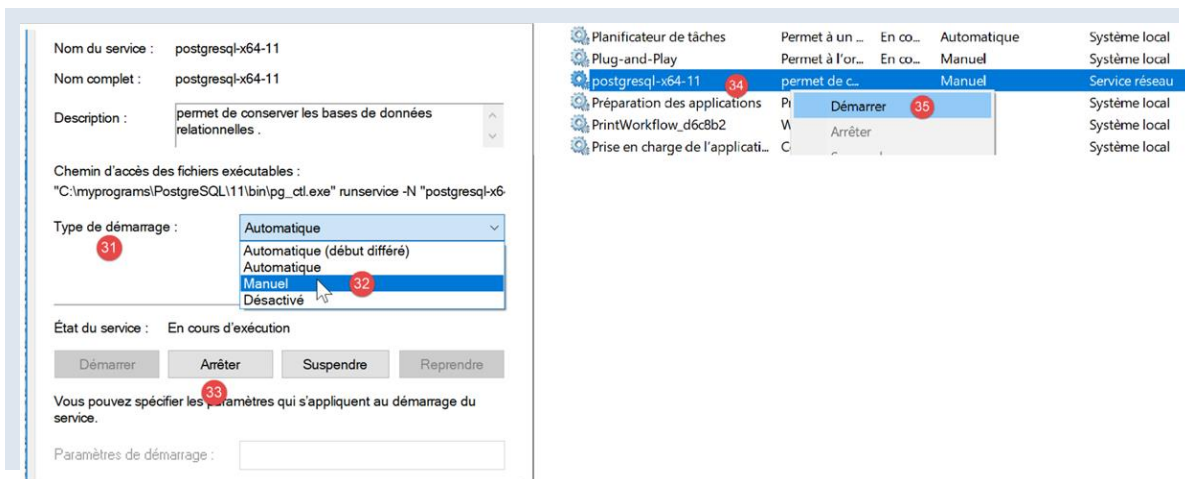 Nom du service : postgresql-x64-11
Nom complet : postgresql-x64-11
Description : permet de conserver les bases de données
relationnelles .
Chemin d'accès des fichiers exécutables :
"C:\myprograms\PostgreSQL\11\bin\pg_ctl.exe" runservice -N "postgresql-x6
Type de démarrage : Automatique
31
Automatique (début différé)
Automatique
Manuel 32
Désactivé
État du service : En cours d'exécution
Démarrer Arrêter Suspendre Reprendre
33
Vous pouvez spécifier les paramètres qui s'appliquent au démarrage du
service.
Paramètres de démarrage :
Planificateur de tâches Permet à un ... En co... Automatique Système local
Plug-and-Play Permet à l'or... En co... Manuel Système local
postgresql-x64-11 34 permet de c... Manuel Service réseau
Préparation des applications Démarrer 35 Système local
PrintWorkflow_d6c8b2 W Arrêter Système local
Prise en charge de l'applicati... C Système local